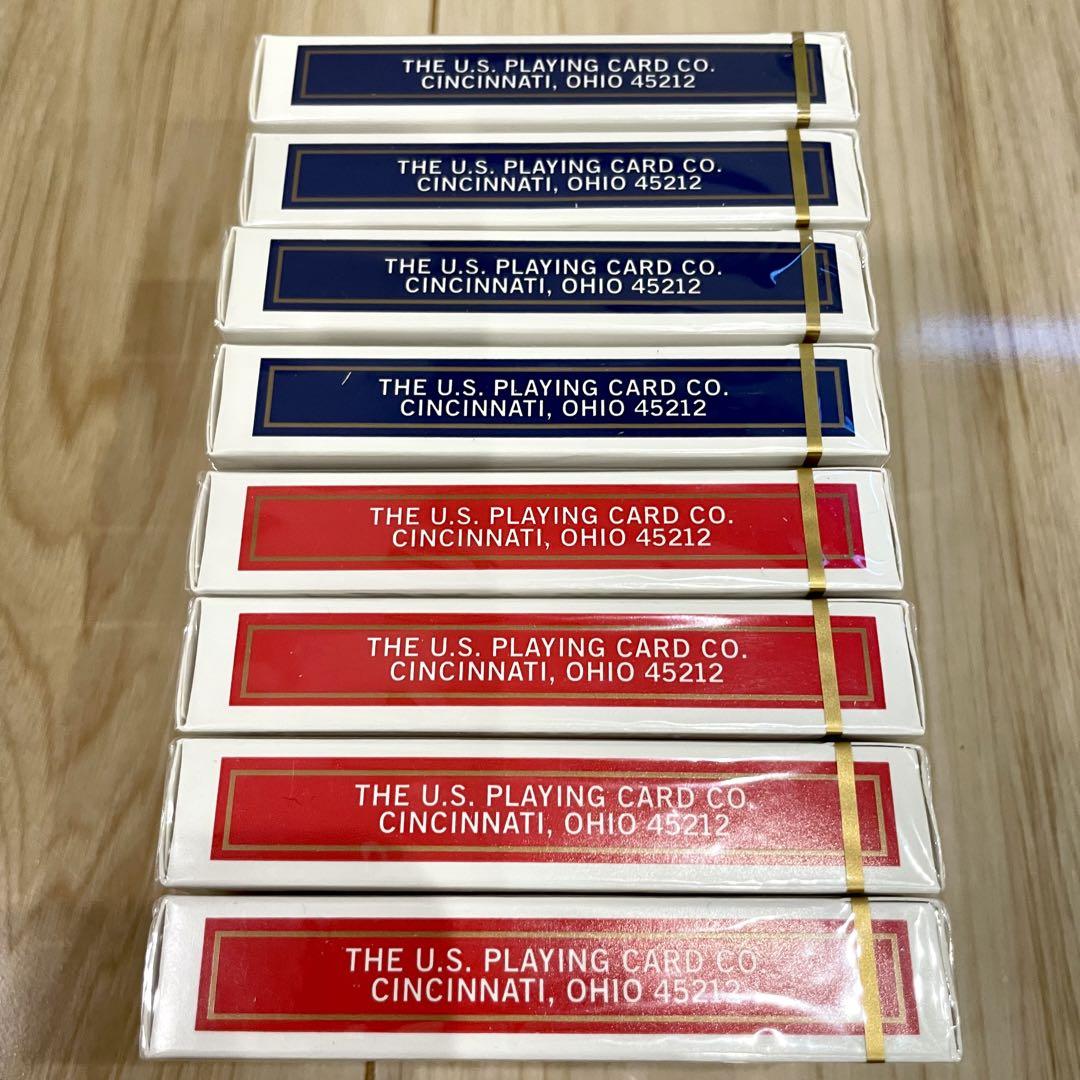 THE U.S. PLAYING CARD CO.
CINCINNATI, OHIO 45212
THE U.S. PLAYING CARD CO.
CINCINNATI, OHIO 45212
THE U.S. PLAYING CARD CO.
CINCINNATI, OHIO 45212
THE U.S. PLAYING CARD CO.
CINCINNATI, OHIO 45212
THE U.S. PLAYING CARD CO.
CINCINNATI, OHIO 45212
THE U.S. PLAYING CARD CO.
CINCINNATI, OHIO 45212
THE U.S. PLAYING CARD CO.
CINCINNATI, OHIO 45212
THE U.S. PLAYING CARD CO
CINCINNATI, OHIO 45212